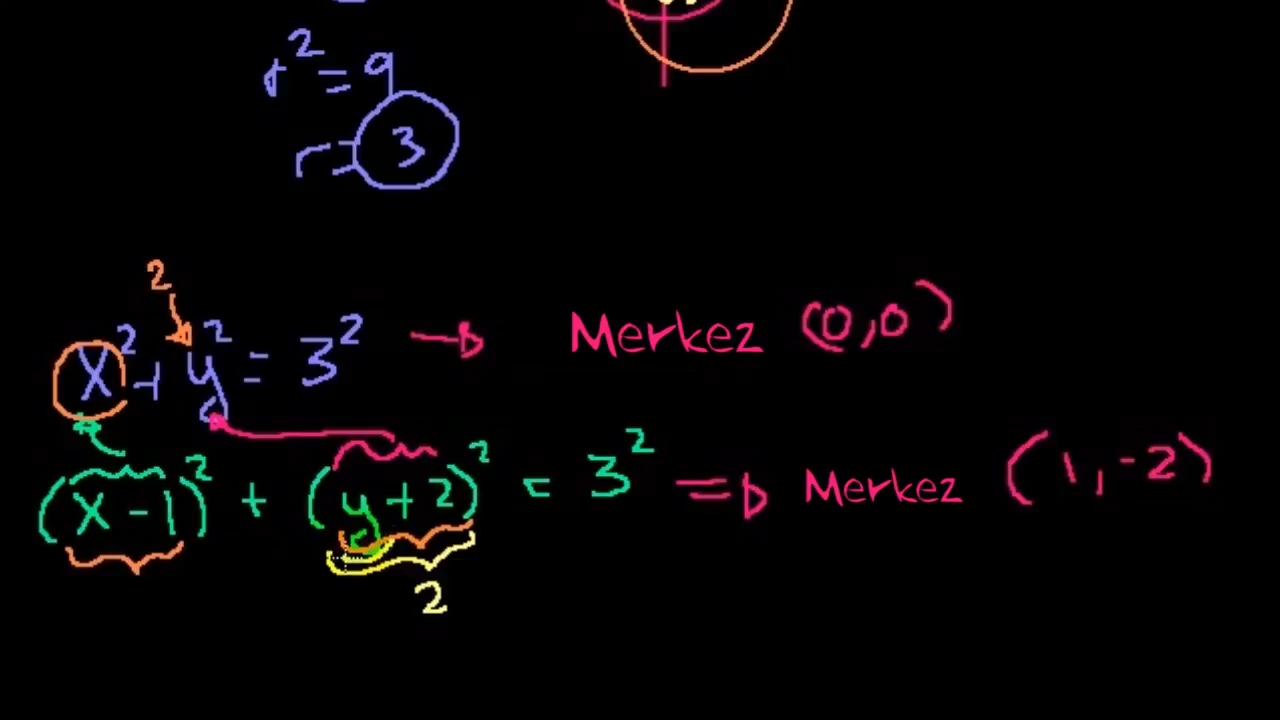 r² = 9
r = 3
2
x² + y² = 3² → Merkez (0,0)
(x - 1)² + (y + 2)² = 3² ⇒ Merkez (1, -2)
2